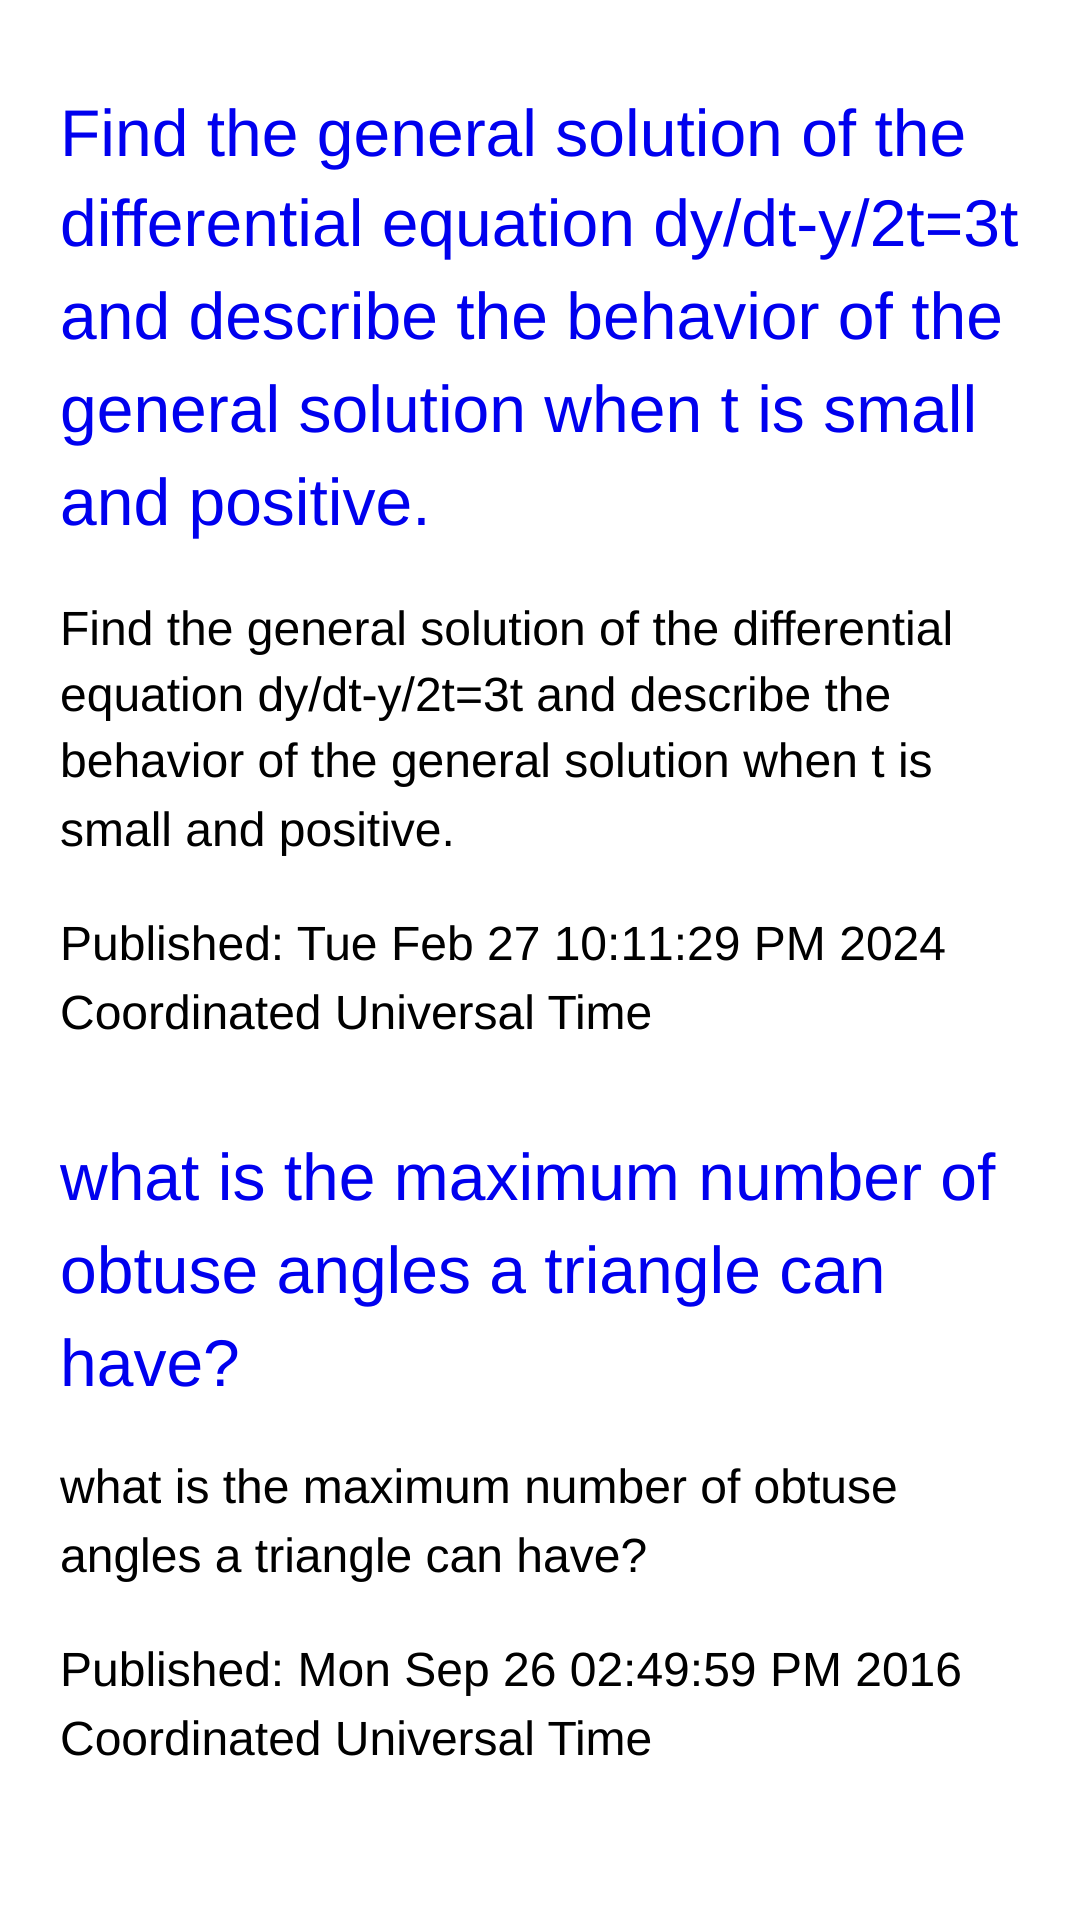 Find the general solution of the
differential equation dy/dt-y/2t=3t
and describe the behavior of the
general solution when t is small
and positive.
Find the general solution of the differential
equation dy/dt-y/2t=3t and describe the
behavior of the general solution when t is
small and positive.
Published: Tue Feb 27 10:11:29 PM 2024
Coordinated Universal Time
what is the maximum number of
obtuse angles a triangle can
have?
what is the maximum number of obtuse
angles a triangle can have?
Published: Mon Sep 26 02:49:59 PM 2016
Coordinated Universal Time